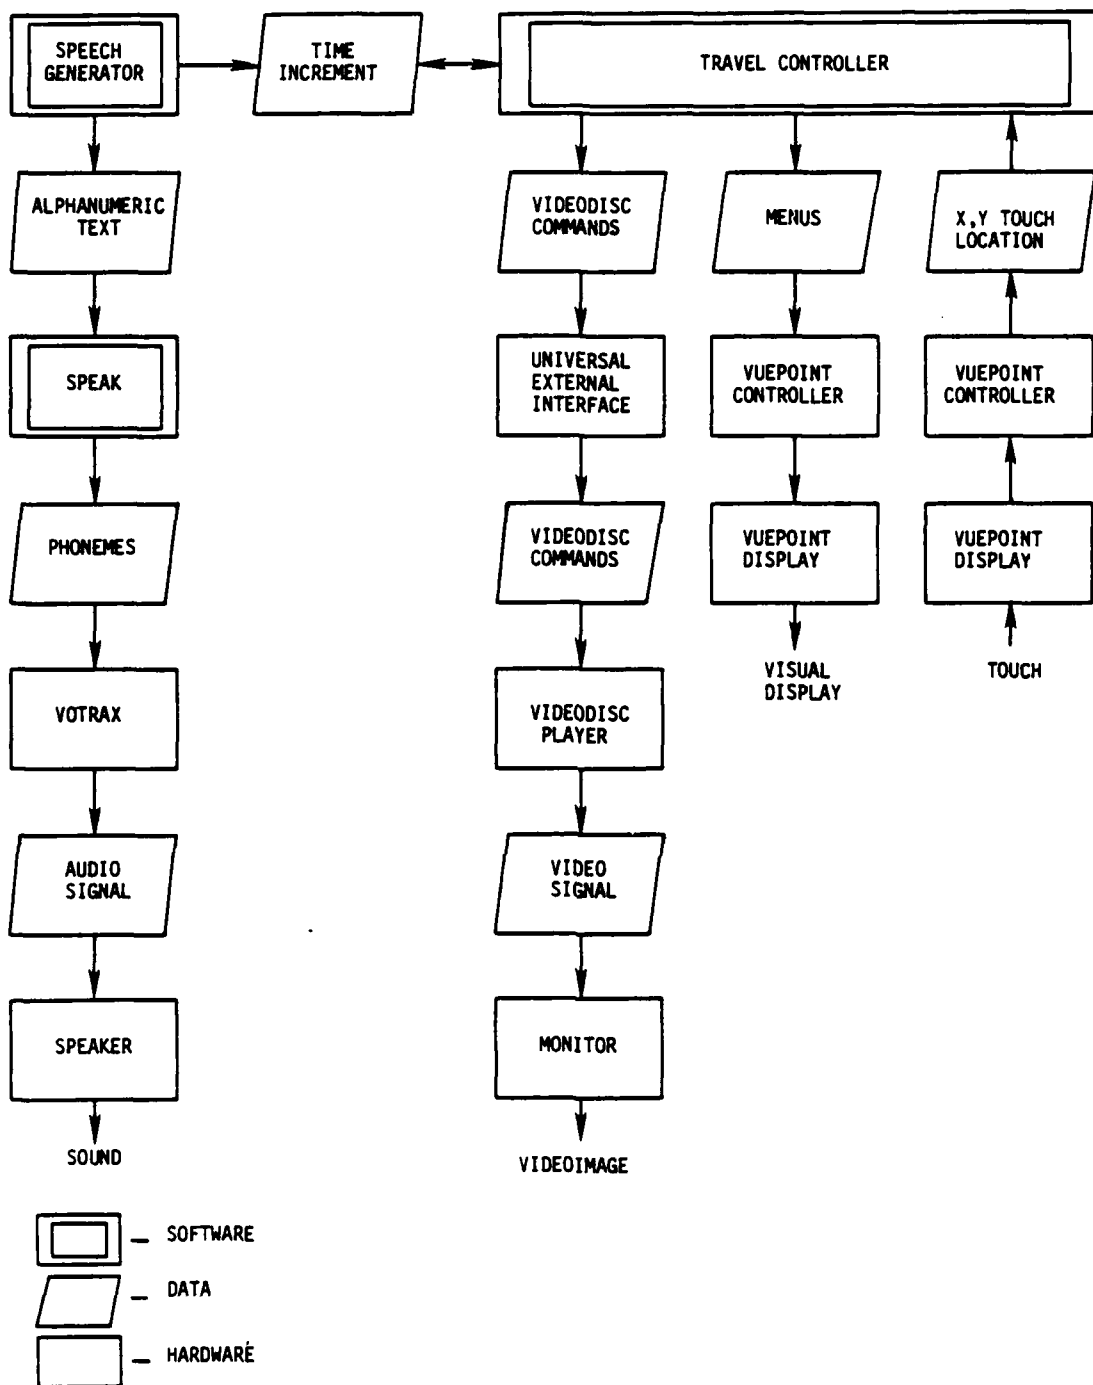 SPEECH
GENERATOR
TIME
INCREMENT
TRAVEL CONTROLLER
ALPHANUMERIC
TEXT
VIDEODISC
COMMANDS
MENUS
X,Y TOUCH
LOCATION
SPEAK
UNIVERSAL
EXTERNAL
INTERFACE
VUEPOINT
CONTROLLER
VUEPOINT
CONTROLLER
PHONEMES
VIDEODISC
COMMANDS
VUEPOINT
DISPLAY
VUEPOINT
DISPLAY
VISUAL
DISPLAY
TOUCH
VOTRAX
VIDEODISC
PLAYER
AUDIO
SIGNAL
VIDEO
SIGNAL
SPEAKER
MONITOR
SOUND
VIDEOIMAGE
– SOFTWARE
– DATA
– HARDWARE